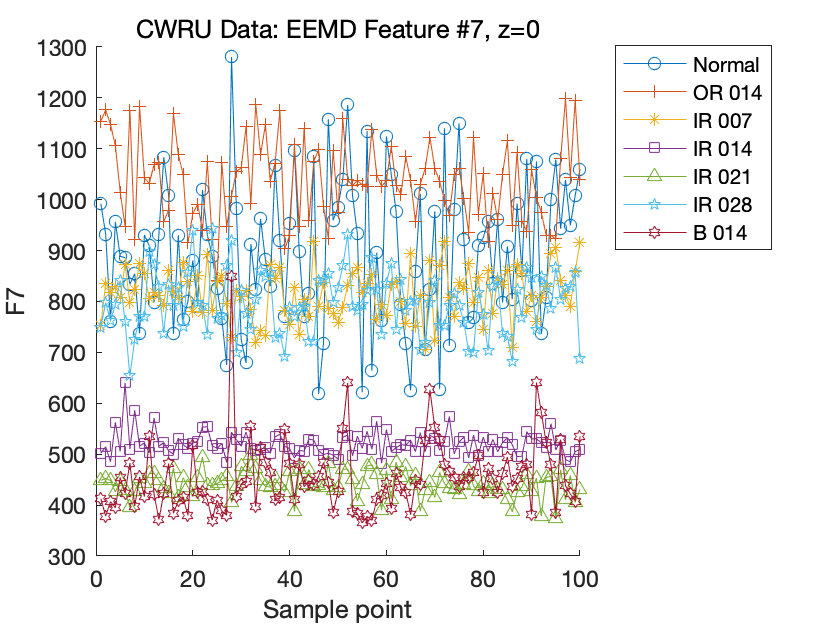 CWRU Data: EEMD Feature #7, z=0
1300
1200
1100
1000
900
800
700
600
500
400
300
F7
0 20 40 60 80 100
Sample point
Normal
OR 014
IR 007
IR 014
IR 021
IR 028
B 014